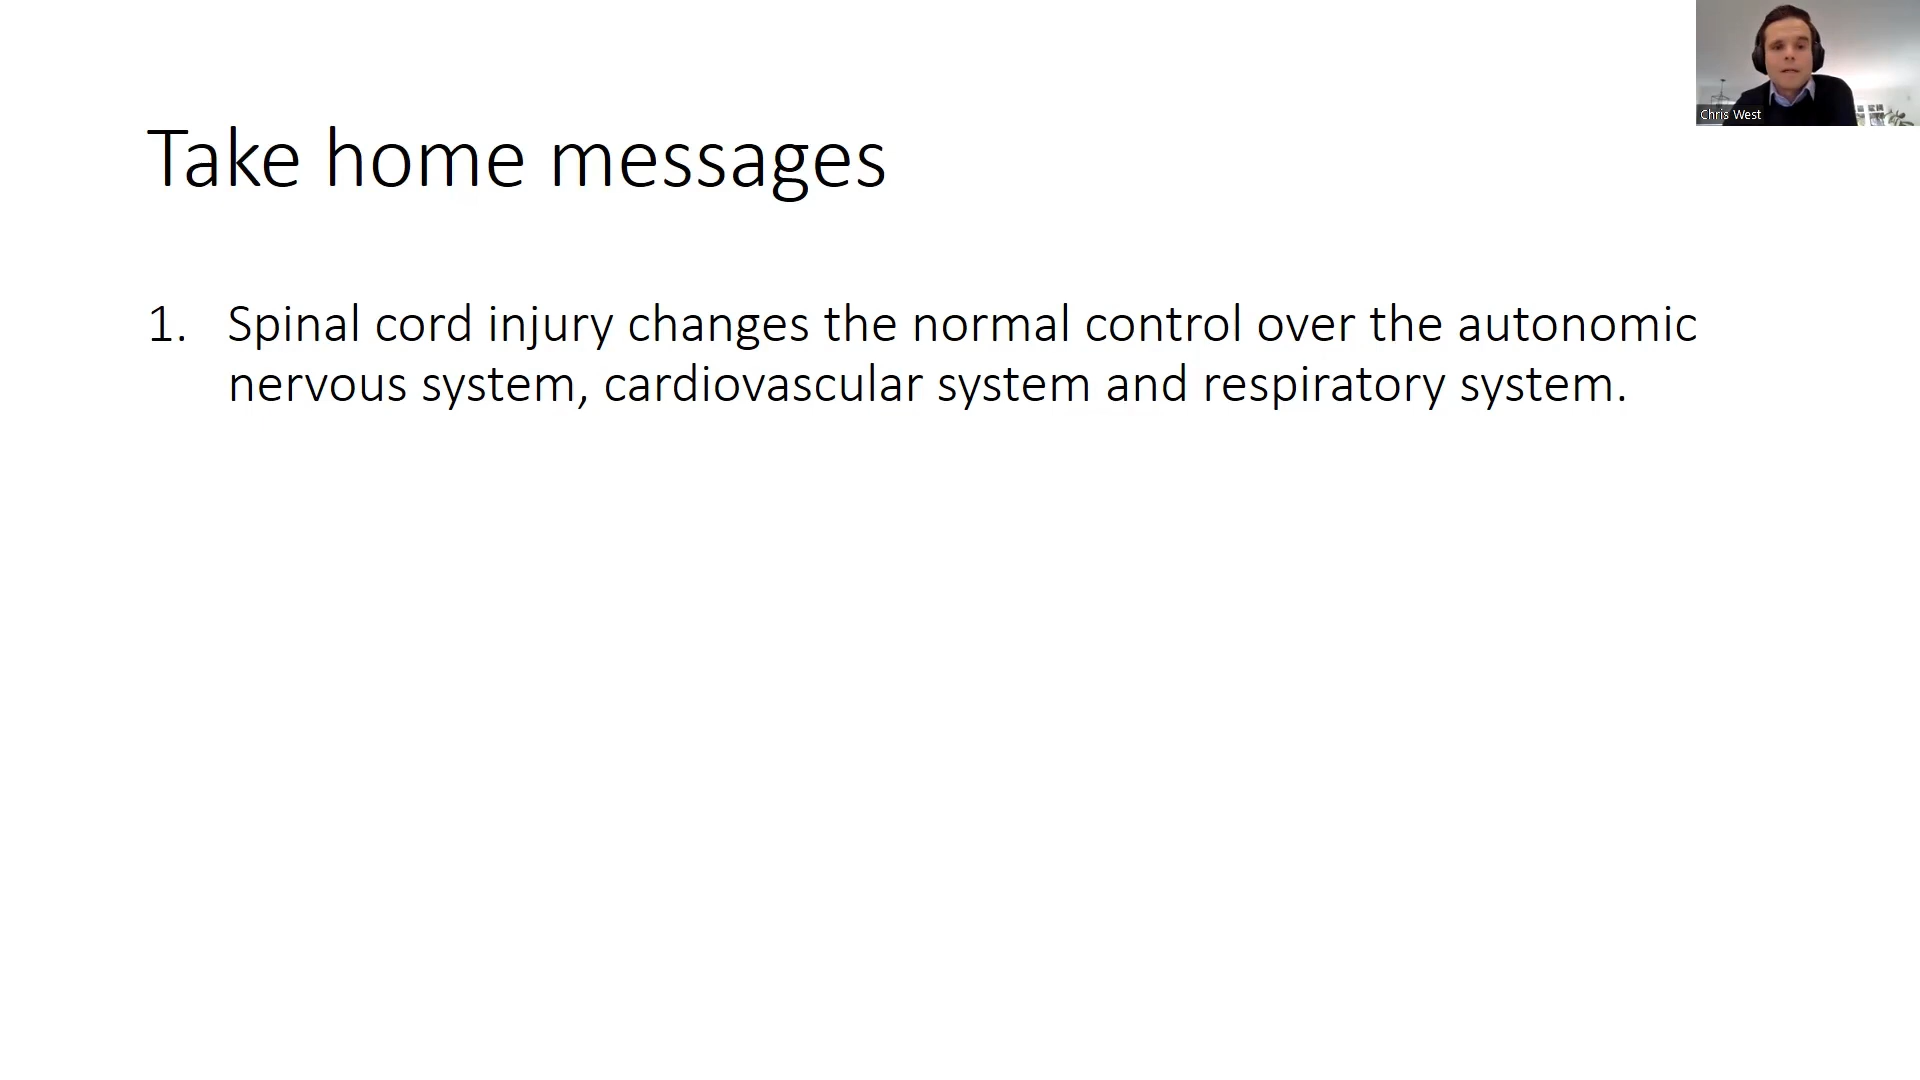 Chris West
Take home messages
1. Spinal cord injury changes the normal control over the autonomic
nervous system, cardiovascular system and respiratory system.